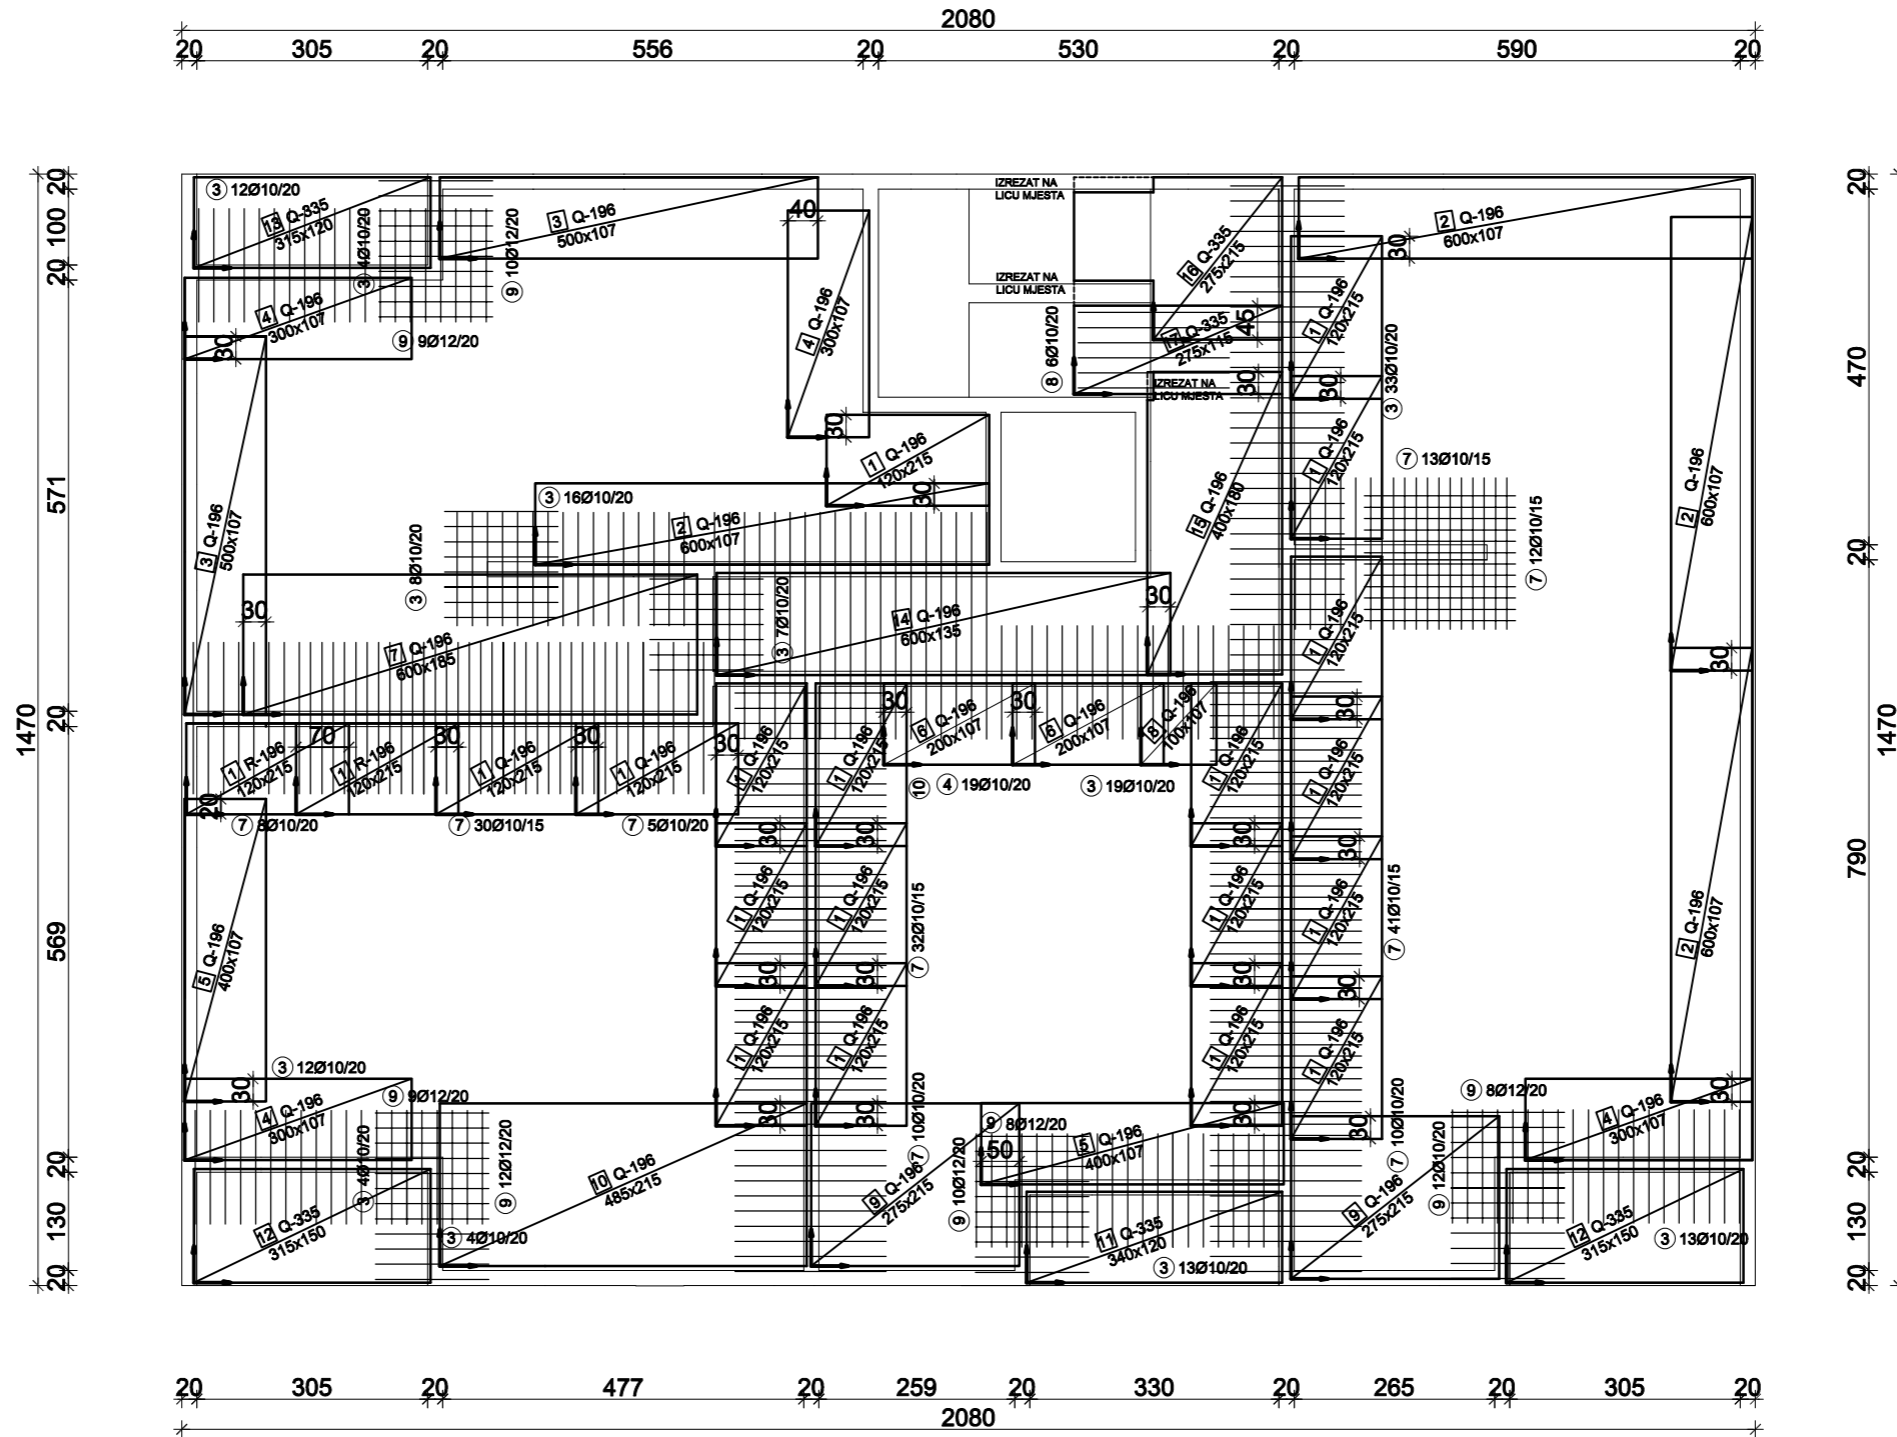 2080
20 305 20 556 20 530 20 590 20
20 100 20 571 20 569 20 130 20
1470
20 470 20 790 20 130 20
1470
3 12Ø10/20
13 Q-335
315x120
3 4Ø10/20
9 10Ø12/20
3 Q-196
500x107
40
IZREZAT NA
LICU MJESTA
16 Q-335
275x215
2 Q-196
600x107
30
4 Q-196
300x107
30
9 9Ø12/20
4 Q-196
300x107
30
IZREZAT NA
LICU MJESTA
8 6Ø10/20
17 Q-335
275x115
45
1 Q-196
120x215
30
3 33Ø10/20
IZREZAT NA
LICU MJESTA
30
1 Q-196
120x215
30
1 Q-196
120x215
7 13Ø10/15
7 12Ø10/15
2 Q-196
600x107
30
3 Q-196
500x107
3 16Ø10/20
2 Q-196
600x107
15 Q-196
400x180
3 8Ø10/20
30
7 Q-196
600x185
3 7Ø10/20
14 Q-196
600x135
30
1 Q-196
120x215
30
1 R-196
120x215
70
1 R-196
120x215
30
1 Q-196
120x215
30
1 Q-196
120x215
30
20
7 8Ø10/20
7 30Ø10/15
7 5Ø10/20
1 Q-196
120x215
30
1 Q-196
120x215
30
30
6 Q-196
200x107
30
6 Q-196
200x107
18 Q-196
100x107
1 Q-196
120x215
30
10
4 19Ø10/20
3 19Ø10/20
1 Q-196
120x215
30
5 Q-196
400x107
30
1 Q-196
120x215
30
1 Q-196
120x215
30
7 32Ø10/15
1 Q-196
120x215
30
1 Q-196
120x215
30
7 41Ø10/15
2 Q-196
600x107
30
1 Q-196
120x215
30
1 Q-196
120x215
30
1 Q-196
120x215
30
1 Q-196
120x215
30
3 12Ø10/20
9 9Ø12/20
4 Q-196
300x107
3 4Ø10/20
9 12Ø12/20
10 Q-196
485x215
7 10Ø10/20
9 8Ø12/20
50
5 Q-196
400x107
7 10Ø10/20
9 8Ø12/20
4 Q-196
300x107
12 Q-335
315x150
3 4Ø10/20
9 Q-196
275x215
9 10Ø12/20
11 Q-335
340x120
3 13Ø10/20
9 Q-196
275x215
9 12Ø10/20
12 Q-335
315x150
3 13Ø10/20
20 305 20 477 20 259 20 330 20 265 20 305 20
2080